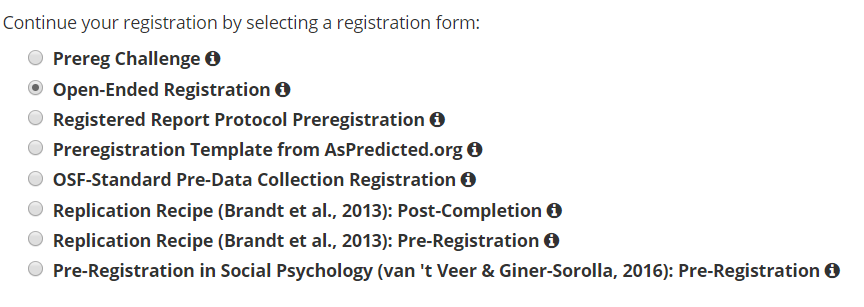 Continue your registration by selecting a registration form:
Prereg Challenge
Open-Ended Registration
Registered Report Protocol Preregistration
Preregistration Template from AsPredicted.org
OSF-Standard Pre-Data Collection Registration
Replication Recipe (Brandt et al., 2013): Post-Completion
Replication Recipe (Brandt et al., 2013): Pre-Registration
Pre-Registration in Social Psychology (van 't Veer & Giner-Sorolla, 2016): Pre-Registration